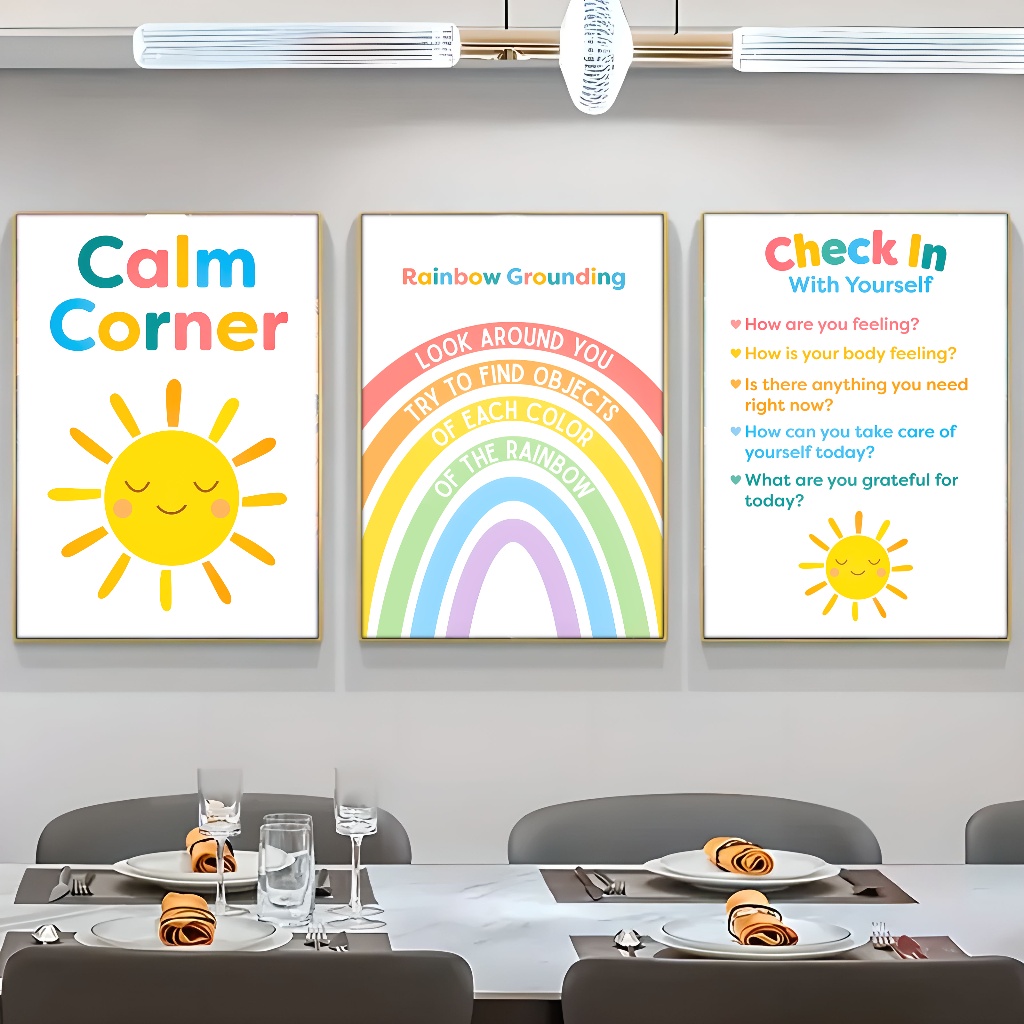 Calm
Corner
Rainbow Grounding
LOOK AROUND YOU
TRY TO FIND OBJECTS
OF EACH COLOR
OF THE RAINBOW
Check In
With Yourself
How are you feeling?
How is your body feeling?
Is there anything you need
right now?
How can you take care of
yourself today?
What are you grateful for
today?